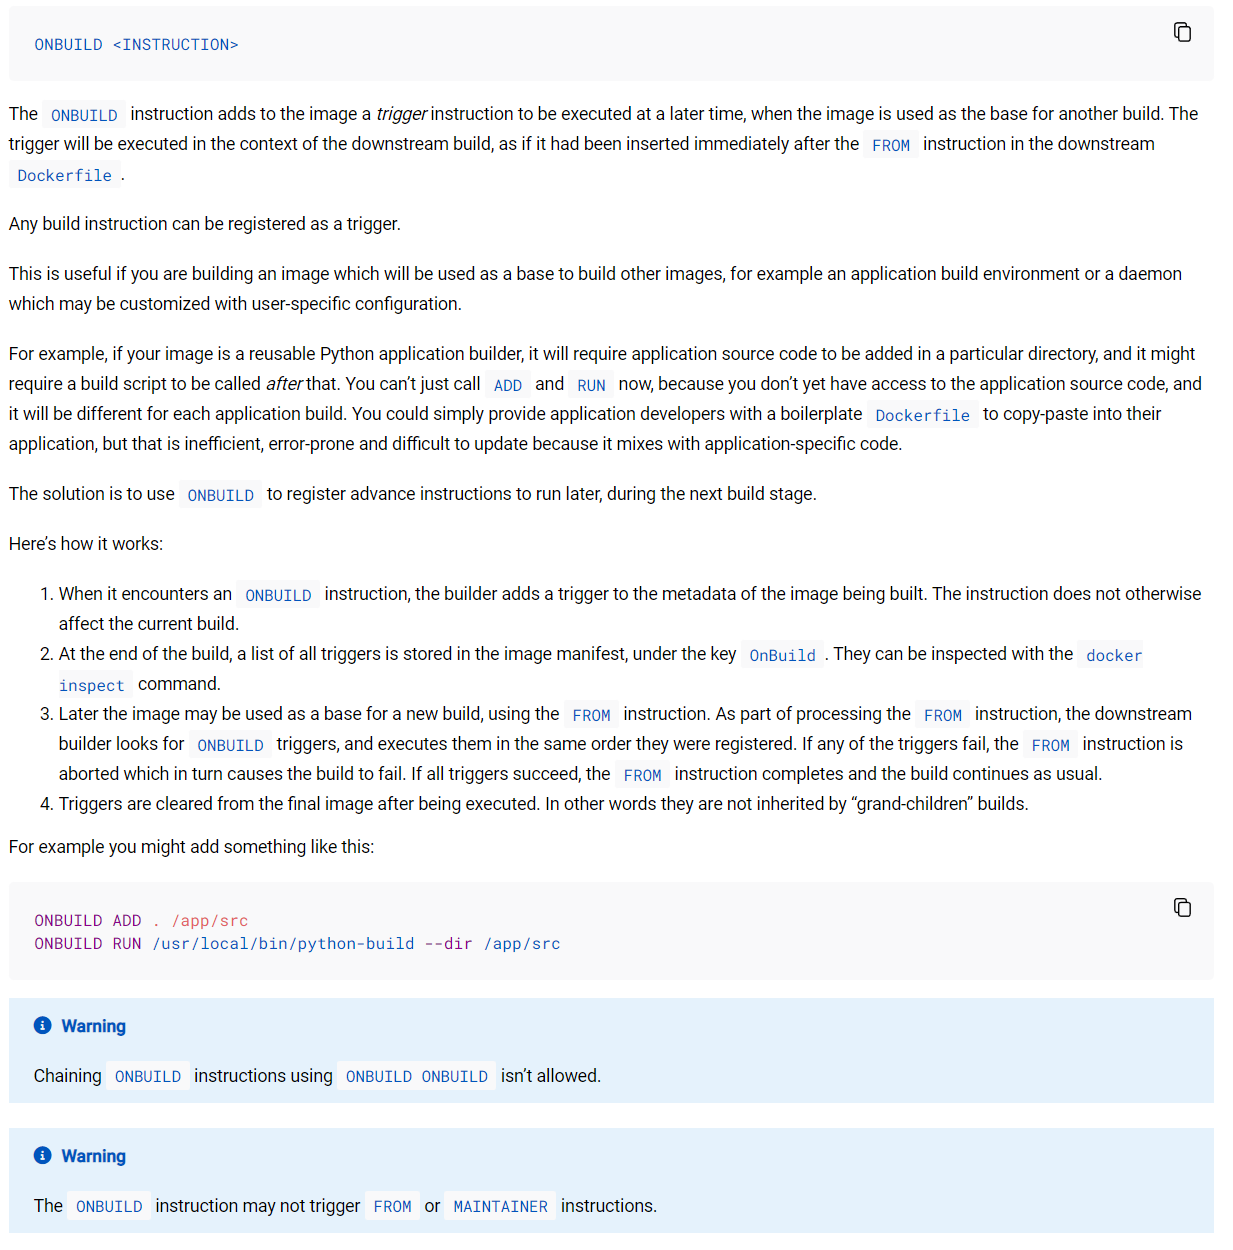 ONBUILD <INSTRUCTION>
The ONBUILD instruction adds to the image a trigger instruction to be executed at a later time, when the image is used as the base for another build. The
trigger will be executed in the context of the downstream build, as if it had been inserted immediately after the FROM instruction in the downstream
Dockerfile .
Any build instruction can be registered as a trigger.
This is useful if you are building an image which will be used as a base to build other images, for example an application build environment or a daemon
which may be customized with user-specific configuration.
For example, if your image is a reusable Python application builder, it will require application source code to be added in a particular directory, and it might
require a build script to be called after that. You can’t just call ADD and RUN now, because you don’t yet have access to the application source code, and
it will be different for each application build. You could simply provide application developers with a boilerplate Dockerfile to copy-paste into their
application, but that is inefficient, error-prone and difficult to update because it mixes with application-specific code.
The solution is to use ONBUILD to register advance instructions to run later, during the next build stage.
Here’s how it works:
1. When it encounters an ONBUILD instruction, the builder adds a trigger to the metadata of the image being built. The instruction does not otherwise
affect the current build.
2. At the end of the build, a list of all triggers is stored in the image manifest, under the key OnBuild . They can be inspected with the docker
inspect command.
3. Later the image may be used as a base for a new build, using the FROM instruction. As part of processing the FROM instruction, the downstream
builder looks for ONBUILD triggers, and executes them in the same order they were registered. If any of the triggers fail, the FROM instruction is
aborted which in turn causes the build to fail. If all triggers succeed, the FROM instruction completes and the build continues as usual.
4. Triggers are cleared from the final image after being executed. In other words they are not inherited by “grand-children” builds.
For example you might add something like this:
ONBUILD ADD . /app/src
ONBUILD RUN /usr/local/bin/python-build --dir /app/src
Warning
Chaining ONBUILD instructions using ONBUILD ONBUILD isn’t allowed.
Warning
The ONBUILD instruction may not trigger FROM or MAINTAINER instructions.